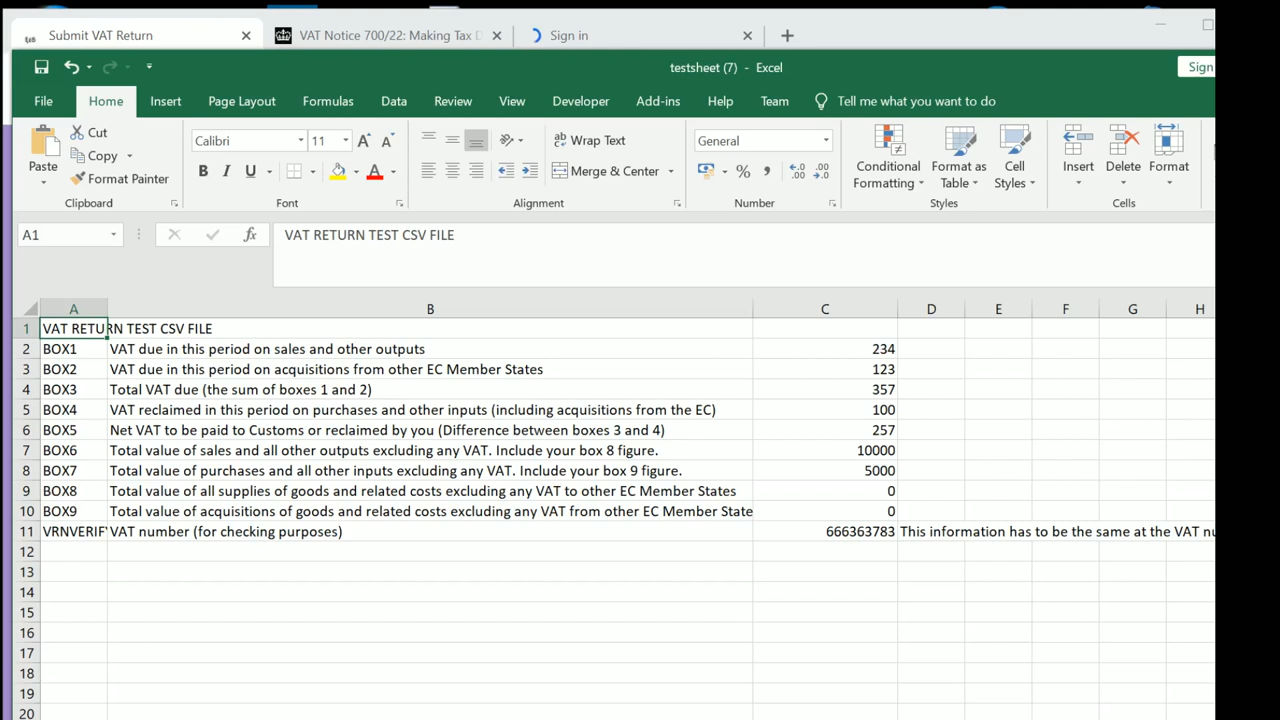 Submit VAT Return
VAT Notice 700/22: Making Tax D
Sign in
testsheet (7) - Excel
Sign
File Home Insert Page Layout Formulas Data Review View Developer Add-ins Help Team Tell me what you want to do
Paste
Cut
Copy
Format Painter
Calibri 11
B I U
Wrap Text
Merge & Center
General
Conditional Formatting
Format as Table
Cell Styles
Insert
Delete
Format
Clipboard Font Alignment Number Styles Cells
A1 fx VAT RETURN TEST CSV FILE
A B C D E F G H
1 VAT RETURN TEST CSV FILE
2 BOX1 VAT due in this period on sales and other outputs 234
3 BOX2 VAT due in this period on acquisitions from other EC Member States 123
4 BOX3 Total VAT due (the sum of boxes 1 and 2) 357
5 BOX4 VAT reclaimed in this period on purchases and other inputs (including acquisitions from the EC) 100
6 BOX5 Net VAT to be paid to Customs or reclaimed by you (Difference between boxes 3 and 4) 257
7 BOX6 Total value of sales and all other outputs excluding any VAT. Include your box 8 figure. 10000
8 BOX7 Total value of purchases and all other inputs excluding any VAT. Include your box 9 figure. 5000
9 BOX8 Total value of all supplies of goods and related costs excluding any VAT to other EC Member States 0
10 BOX9 Total value of acquisitions of goods and related costs excluding any VAT from other EC Member State 0
11 VRNVERIF VAT number (for checking purposes) 666363783 This information has to be the same at the VAT nu
12
13
14
15
16
17
18
19
20